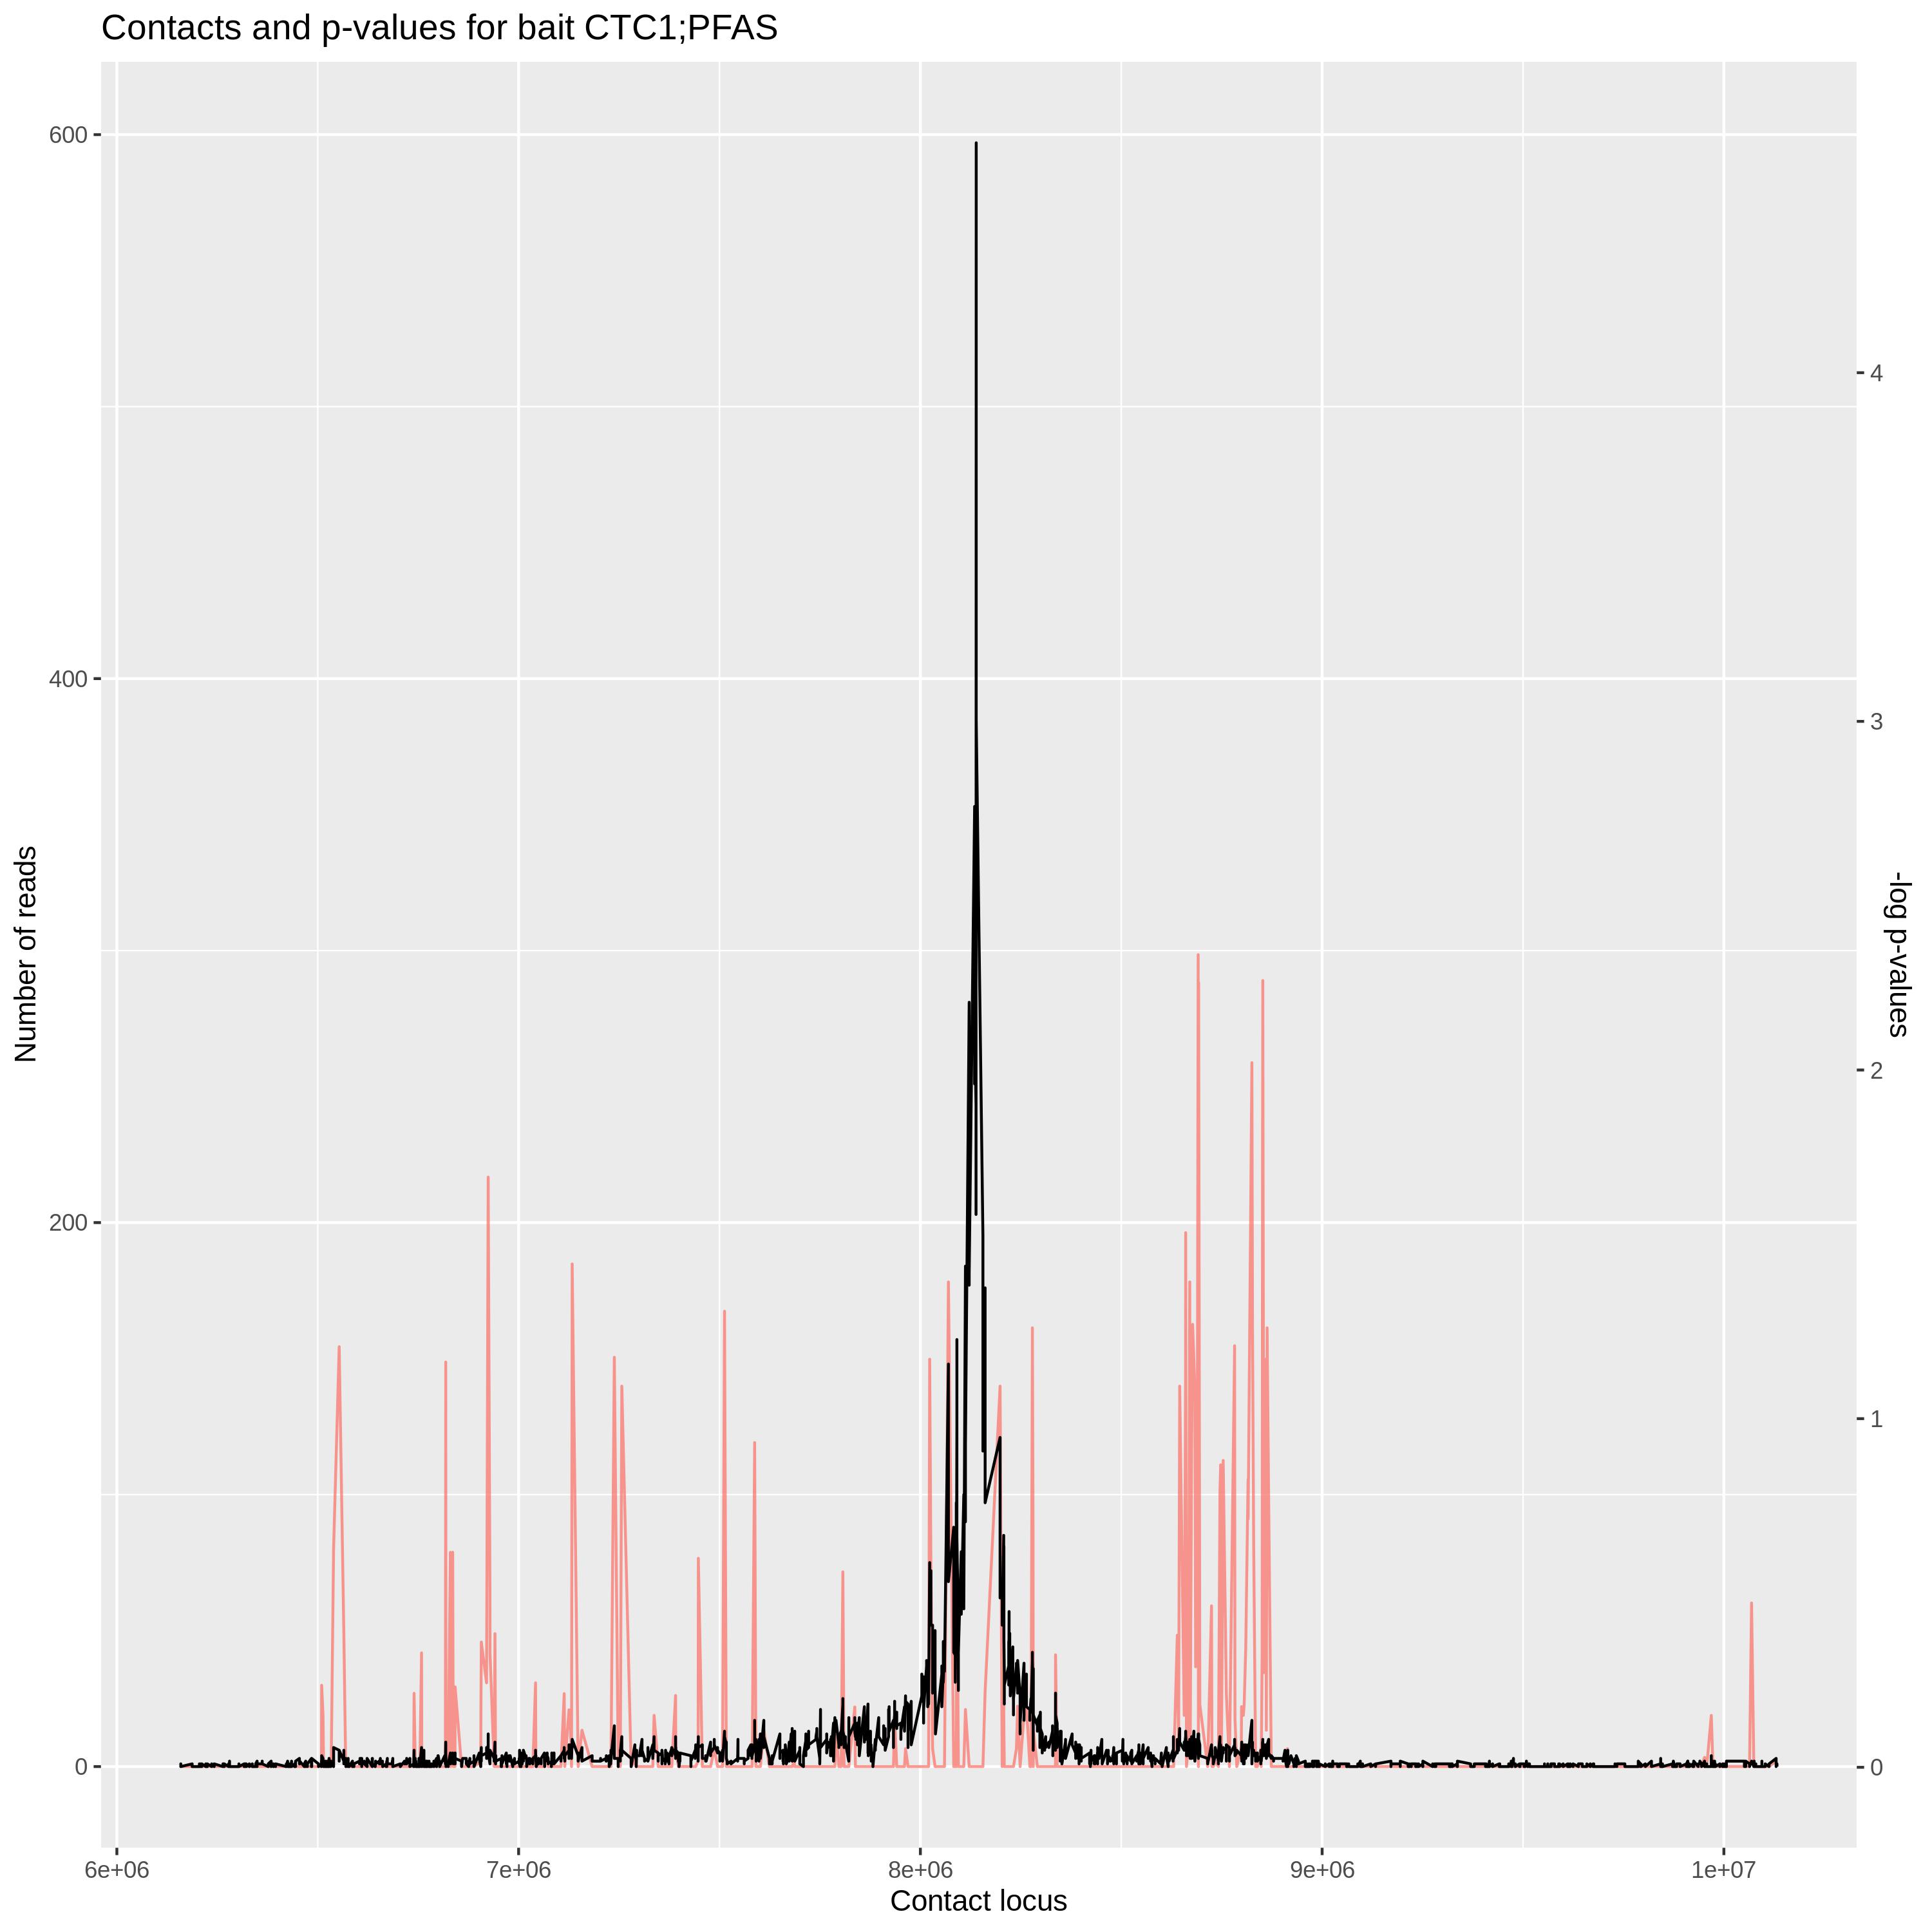 Contacts and p-values for bait CTC1;PFAS
600
400
200
0
Number of reads
4
3
2
1
0
-log p-values
6e+06
7e+06
8e+06
9e+06
1e+07
Contact locus